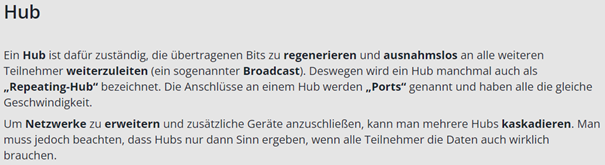 Hub
Ein Hub ist dafür zuständig, die übertragenen Bits zu regenerieren und ausnahmslos an alle weiteren
Teilnehmer weiterzuleiten (ein sogenannter Broadcast). Deswegen wird ein Hub manchmal auch als
„Repeating-Hub“ bezeichnet. Die Anschlüsse an einem Hub werden „Ports“ genannt und haben alle die gleiche
Geschwindigkeit.
Um Netzwerke zu erweitern und zusätzliche Geräte anzuschließen, kann man mehrere Hubs kaskadieren. Man
muss jedoch beachten, dass Hubs nur dann Sinn ergeben, wenn alle Teilnehmer die Daten auch wirklich
brauchen.